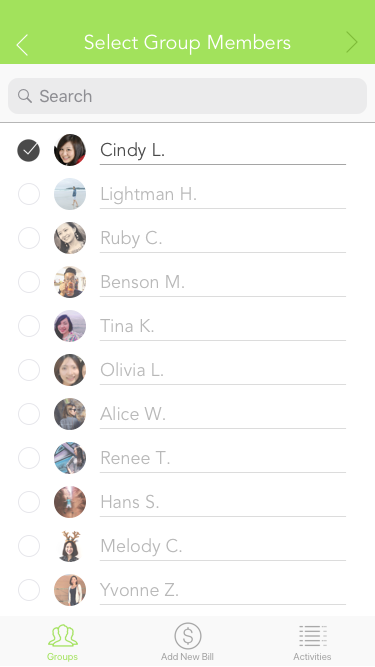 Select Group Members
Search
Cindy L.
Lightman H.
Ruby C.
Benson M.
Tina K.
Olivia L.
Alice W.
Renee T.
Hans S.
Melody C.
Yvonne Z.
Groups
Add New Bill
Activities